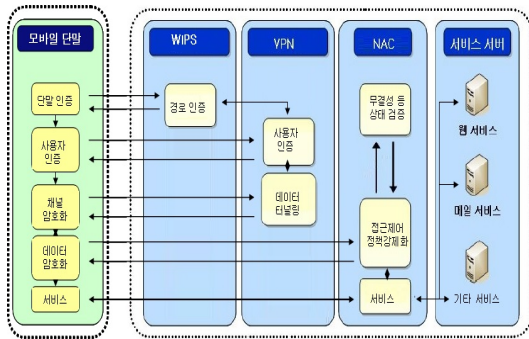 모바일 단말
WIPS
VPN
NAC
서비스 서버
단말 인증
경로 인증
무결성 등
상태 검증
웹 서비스
사용자
인증
사용자
인증
채널
암호화
데이터
터널링
메일 서비스
데이터
암호화
접근제어
정책강제화
서비스
서비스
기타 서비스